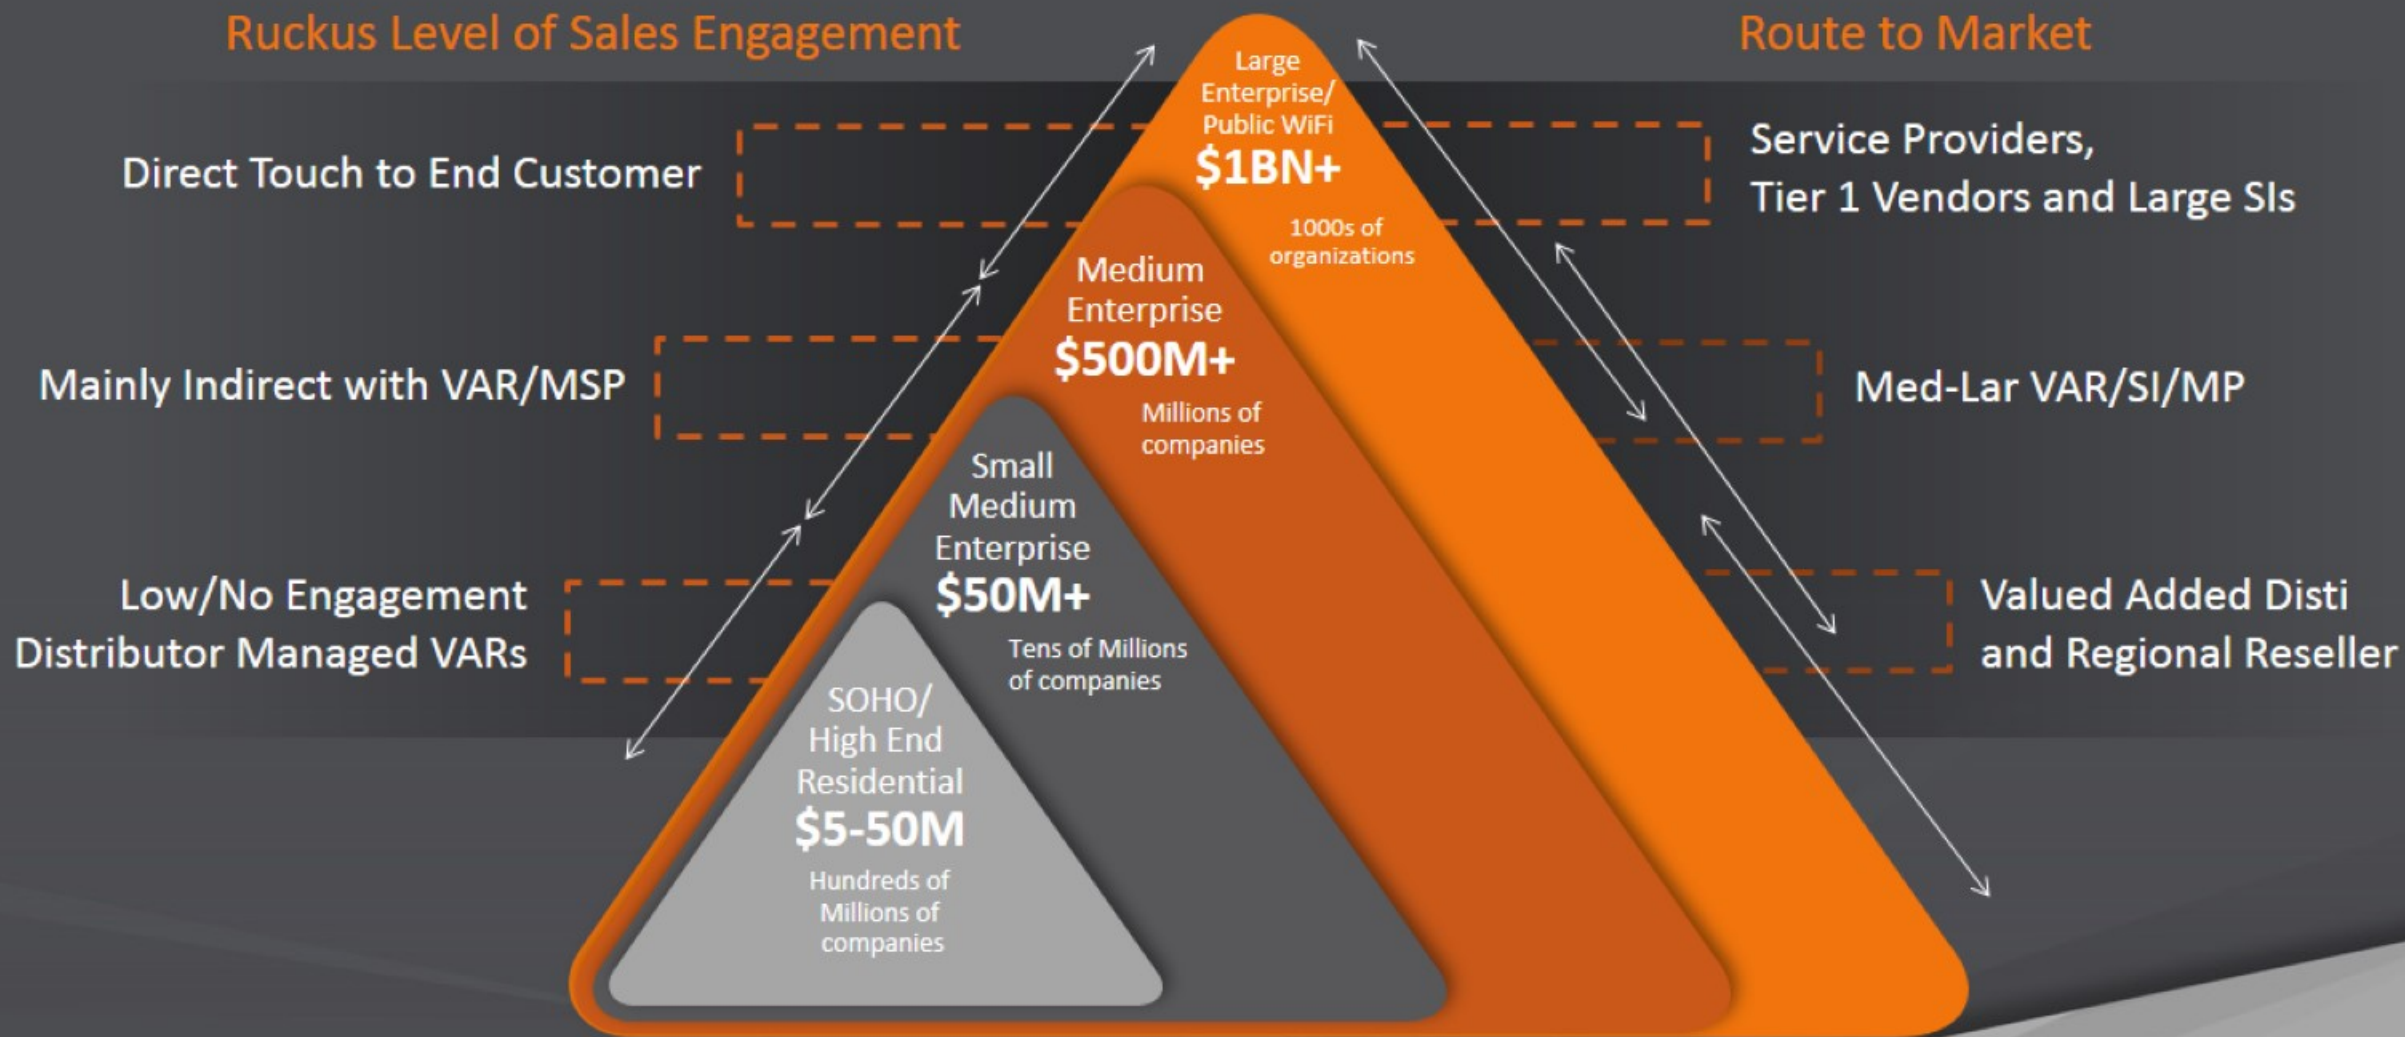 Ruckus Level of Sales Engagement
Route to Market
Large
Enterprise/
Public WiFi
$1BN+
1000s of
organizations
Direct Touch to End Customer
Service Providers,
Tier 1 Vendors and Large SIs
Medium
Enterprise
$500M+
Millions of
companies
Mainly Indirect with VAR/MSP
Med-Lar VAR/SI/MP
Small
Medium
Enterprise
$50M+
Tens of Millions
of companies
Low/No Engagement
Distributor Managed VARs
Valued Added Disti
and Regional Reseller
SOHO/
High End
Residential
$5-50M
Hundreds of
Millions of
companies